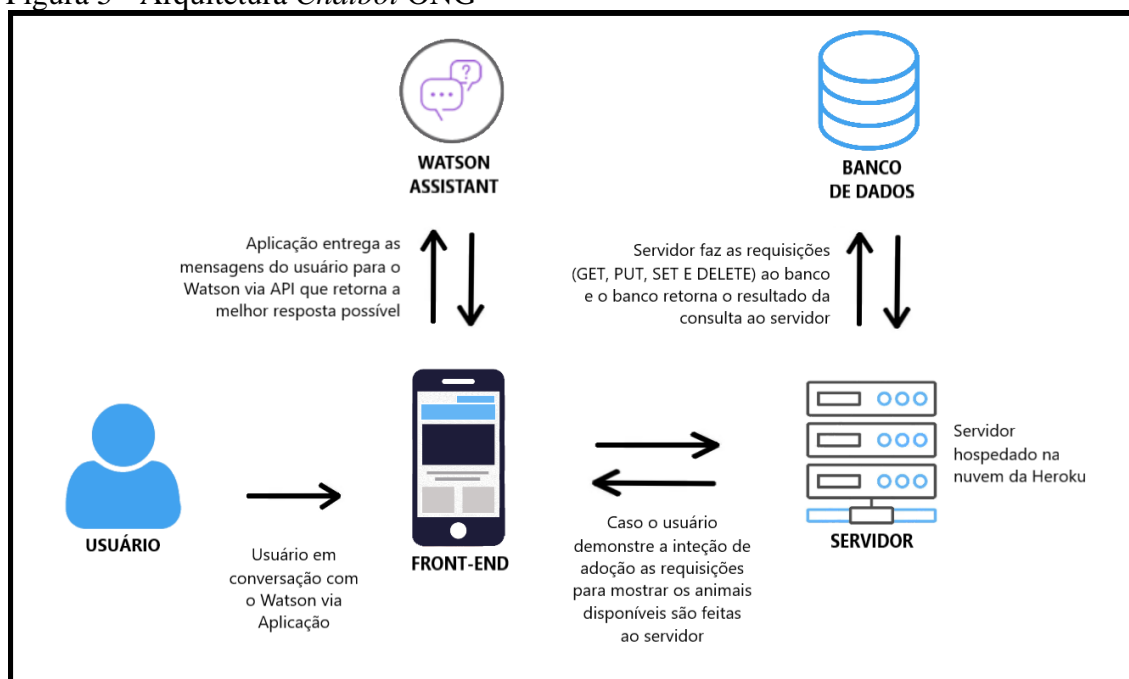 Figura 5 - Arquitetura Chatbot ONG
WATSON
ASSISTANT
BANCO
DE DADOS
Aplicação entrega as
mensagens do usuário para o
Watson via API que retorna a
melhor resposta possível
Servidor faz as requisições
(GET, PUT, SET E DELETE) ao banco
e o banco retorna o resultado da
consulta ao servidor
Servidor
hospedado na
nuvem da Heroku
USUÁRIO
FRONT-END
SERVIDOR
Usuário em
conversação com
o Watson via
Aplicação
Caso o usuário
demonstre a inteção de
adoção as requisições
para mostrar os animais
disponíveis são feitas
ao servidor